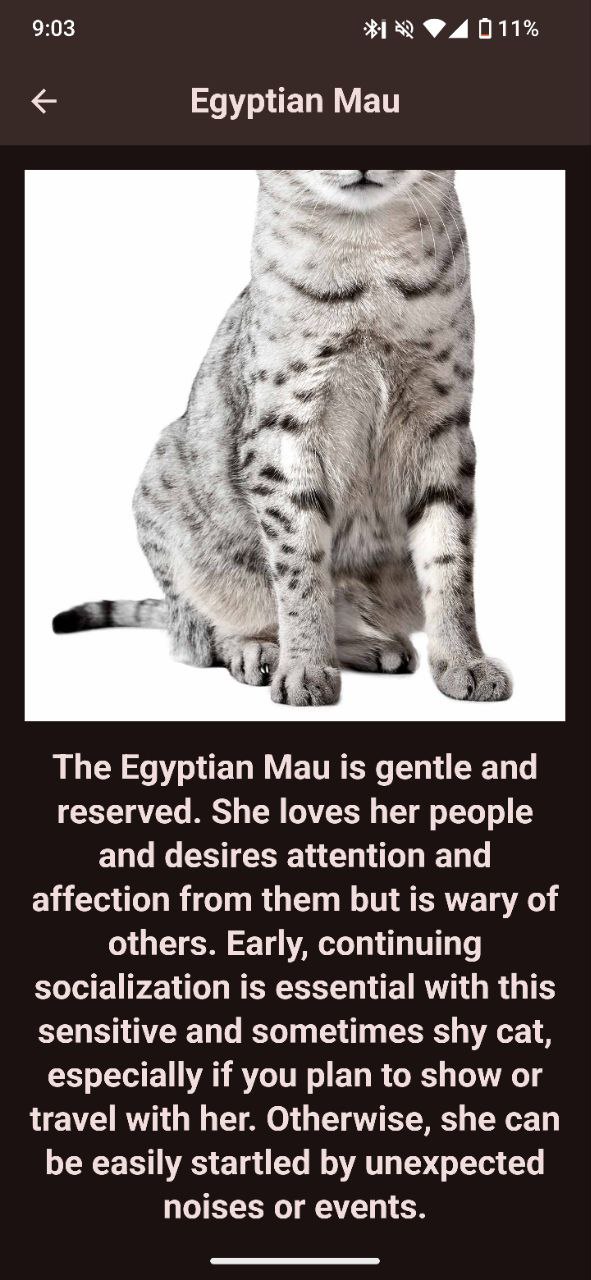 9:03
11%
Egyptian Mau
The Egyptian Mau is gentle and
reserved. She loves her people
and desires attention and
affection from them but is wary of
others. Early, continuing
socialization is essential with this
sensitive and sometimes shy cat,
especially if you plan to show or
travel with her. Otherwise, she can
be easily startled by unexpected
noises or events.